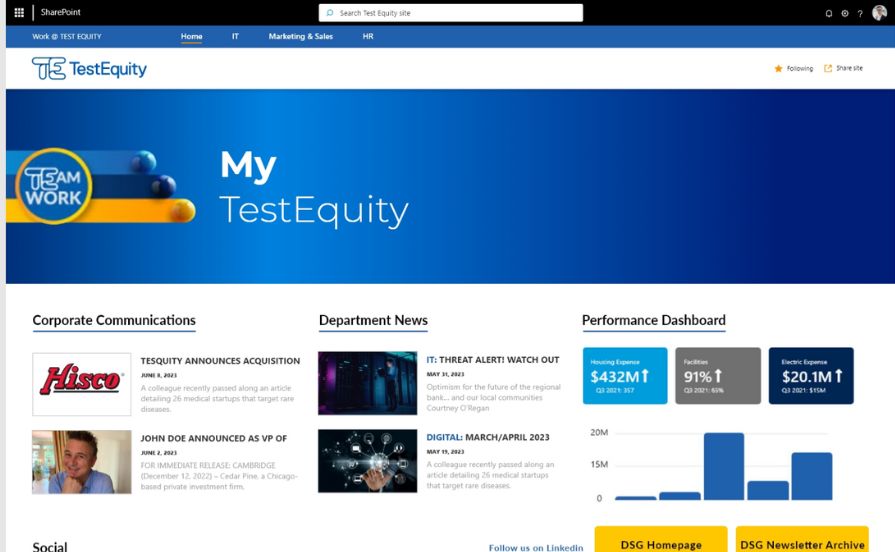 SharePoint
Search Test Equity site
?
Work @ TEST EQUITY
Home
IT
Marketing & Sales
HR
TE TestEquity
Following
Share site
TEAM
WORK
My
TestEquity
Corporate Communications
Hisco
TESQUITY ANNOUNCES ACQUISITION
JUNE 8, 2023
A colleague recently passed along an article
detailing 26 medical startups that target rare
diseases.
JOHN DOE ANNOUNCED AS VP OF
JUNE 2, 2023
FOR IMMEDIATE RELEASE: CAMBRIDGE
(December 12, 2022) – Cedar Pine, a Chicago-
based private investment firm.
Department News
IT: THREAT ALERT! WATCH OUT
MAY 31, 2023
Optimism for the future of the regional
bank... and our local communities
Courtney O'Regan
DIGITAL: MARCH/APRIL 2023
MAY 19, 2023
A colleague recently passed along an
article detailing 26 medical startups
that target rare diseases.
Performance Dashboard
Housing Expense
$432M↑
Q3 2021: 357
Facilities
91%↑
Q3 2021: 65%
Electric Expense
$20.1M↑
Q3 2021: $15M
20M
15M
0
Social
Follow us on Linkedin
DSG Homepage
DSG Newsletter Archive